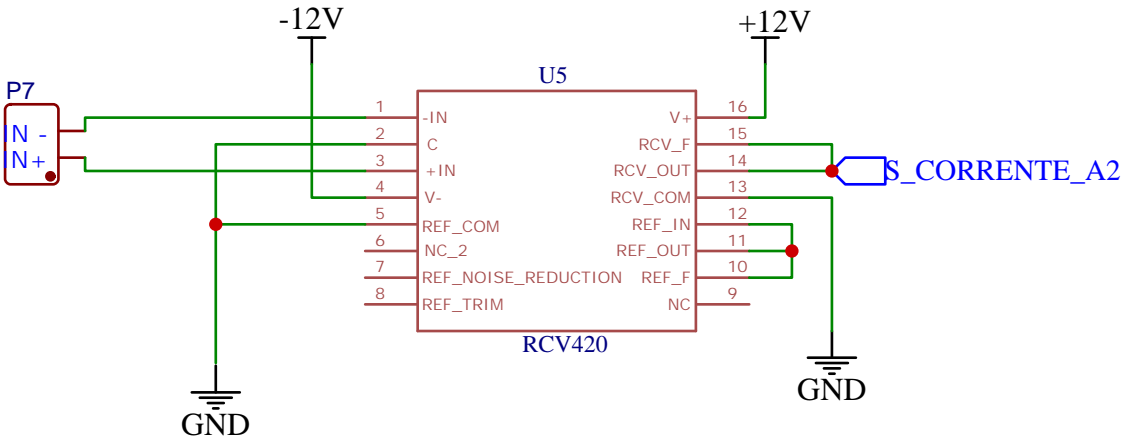 -12V
+12V
P7
U5
IN -
IN+
1
-IN
2
C
3
+IN
4
V-
5
REF_COM
6
NC_2
7
REF_NOISE_REDUCTION
8
REF_TRIM
16
V+
15
RCV_F
14
RCV_OUT
13
RCV_COM
12
REF_IN
11
REF_OUT
10
REF_F
9
NC
S_CORRENTE_A2
RCV420
GND
GND